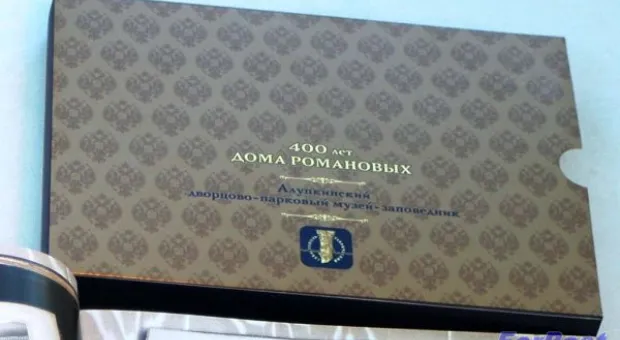 400 лет
ДОМА РОМАНОВЫХ
Алупкинский
дворцово-парковый музей-заповедник